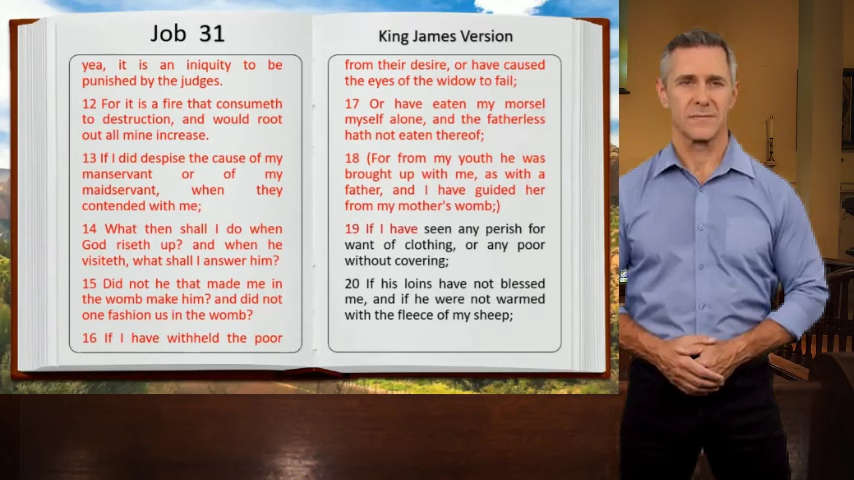 Job 31
yea, it is an iniquity to be
punished by the judges.
12 For it is a fire that consumeth
to destruction, and would root
out all mine increase.
13 If I did despise the cause of my
manservant or of my
maidservant, when they
contended with me;
14 What then shall I do when
God riseth up? and when he
visiteth, what shall I answer him?
15 Did not he that made me in
the womb make him? and did not
one fashion us in the womb?
16 If I have withheld the poor
King James Version
from their desire, or have caused
the eyes of the widow to fail;
17 Or have eaten my morsel
myself alone, and the fatherless
hath not eaten thereof;
18 (For from my youth he was
brought up with me, as with a
father, and I have guided her
from my mother's womb;)
19 If I have seen any perish for
want of clothing, or any poor
without covering;
20 If his loins have not blessed
me, and if he were not warmed
with the fleece of my sheep;